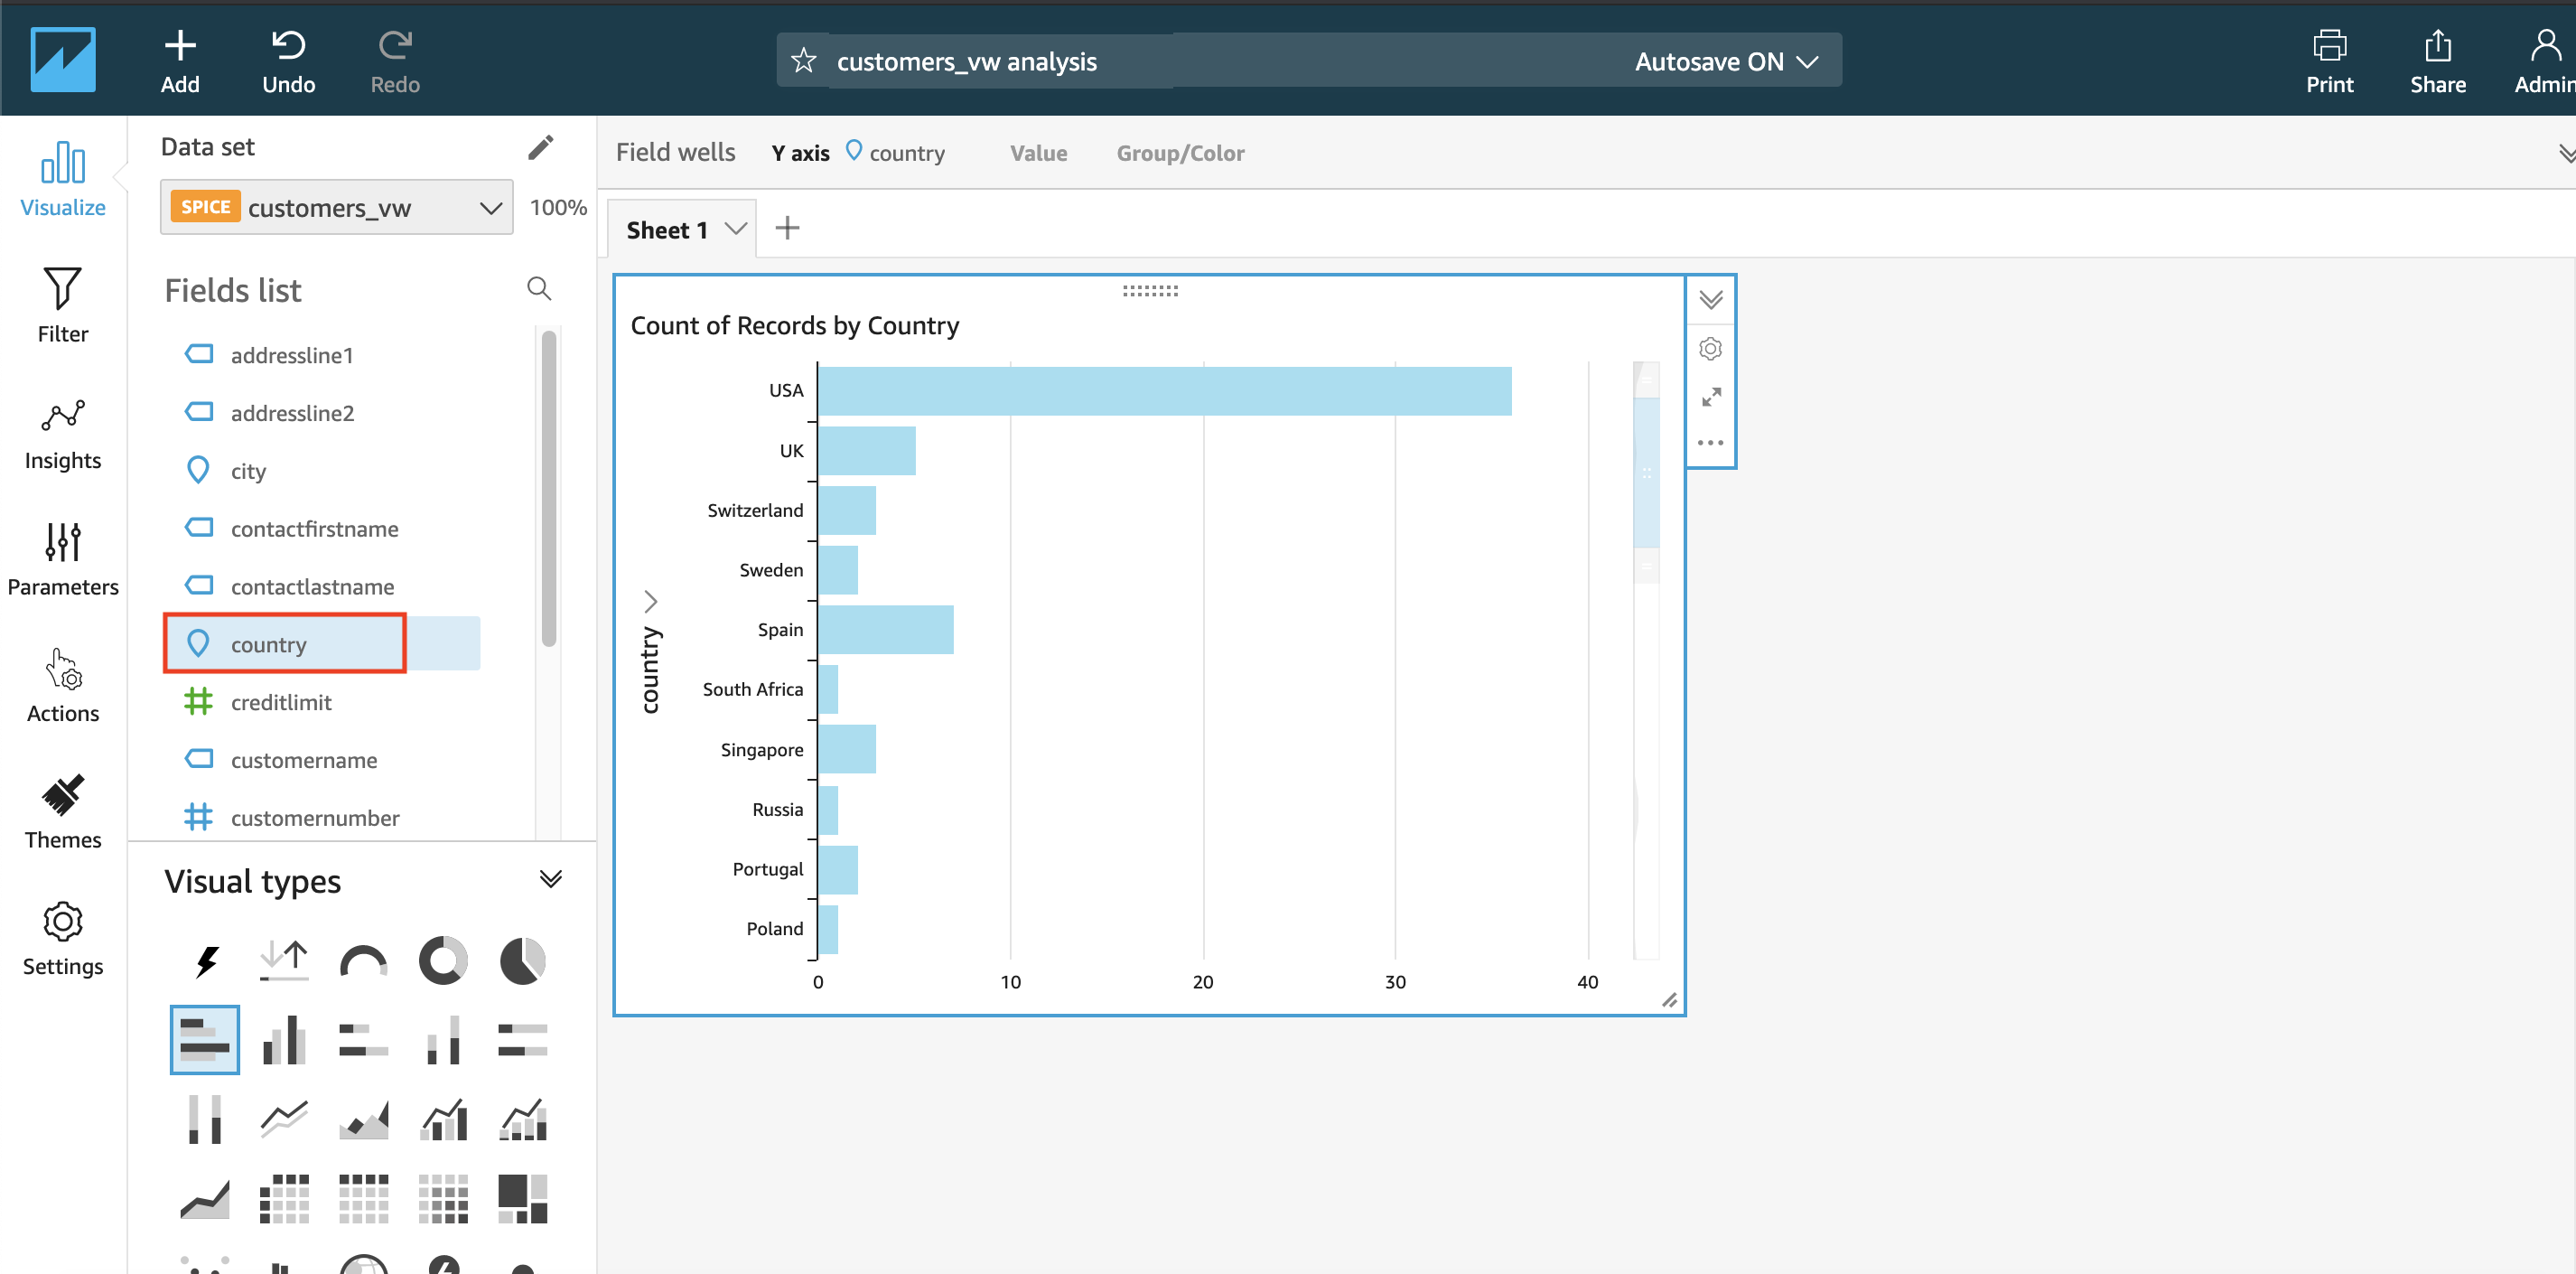 Add
Undo
Redo
customers_vw analysis
Autosave ON
Print
Share
Admin
Visualize
Filter
Insights
Parameters
Actions
Themes
Settings
Data set
SPICE customers_vw
100%
Fields list
addressline1
addressline2
city
contactfirstname
contactlastname
country
creditlimit
customername
customernumber
Visual types
Field wells Y axis country Value Group/Color
Sheet 1
Count of Records by Country
country
USA
UK
Switzerland
Sweden
Spain
South Africa
Singapore
Russia
Portugal
Poland
0 10 20 30 40